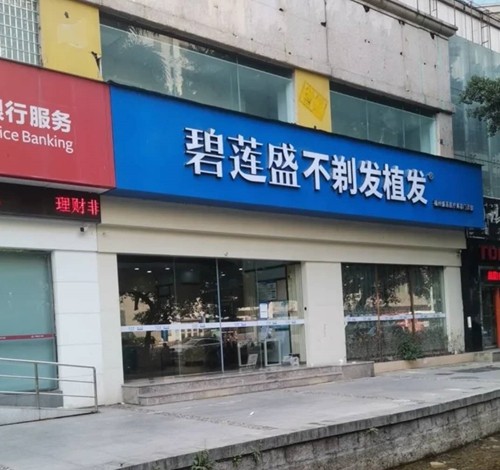 银行服务
ice Banking
理财非
碧莲盛不剃发植发